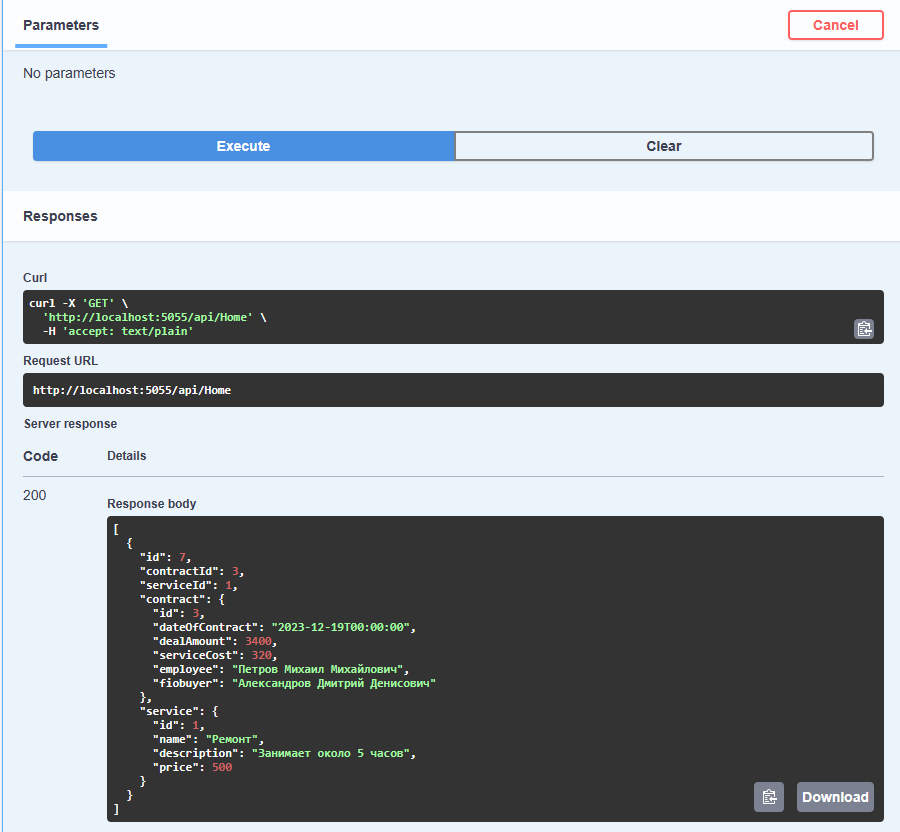 Parameters
Cancel
No parameters
Execute
Clear
Responses
Curl
curl -X 'GET' \
  'http://localhost:5055/api/Home' \
  -H 'accept: text/plain'
Request URL
http://localhost:5055/api/Home
Server response
Code
Details
200
Response body
[
  {
    "id": 7,
    "contractId": 3,
    "serviceId": 1,
    "contract": {
      "id": 3,
      "dateOfContract": "2023-12-19T00:00:00",
      "dealAmount": 3400,
      "serviceCost": 320,
      "employee": "Петров Михаил Михайлович",
      "fiobuyer": "Александров Дмитрий Денисович"
    },
    "service": {
      "id": 1,
      "name": "Ремонт",
      "description": "Занимает около 5 часов",
      "price": 500
    }
  }
]
Download